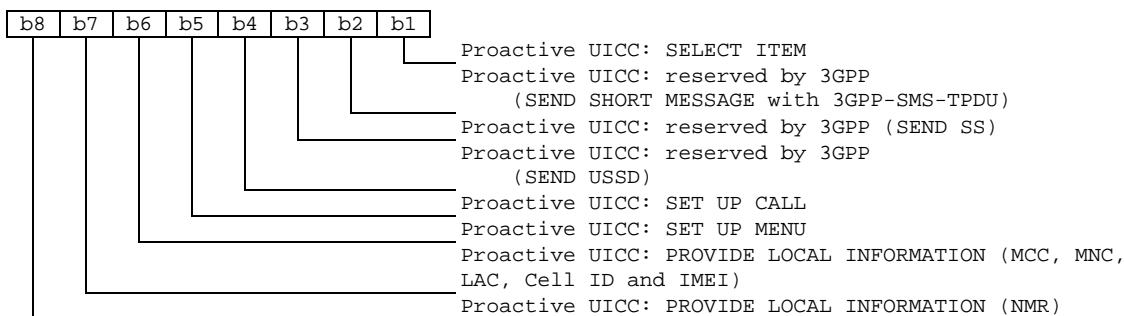 b8 b7 b6 b5 b4 b3 b2 b1
Proactive UICC: SELECT ITEM
Proactive UICC: reserved by 3GPP
(SEND SHORT MESSAGE with 3GPP-SMS-TPDU)
Proactive UICC: reserved by 3GPP (SEND SS)
Proactive UICC: reserved by 3GPP
(SEND USSD)
Proactive UICC: SET UP CALL
Proactive UICC: SET UP MENU
Proactive UICC: PROVIDE LOCAL INFORMATION (MCC, MNC,
LAC, Cell ID and IMEI)
Proactive UICC: PROVIDE LOCAL INFORMATION (NMR)